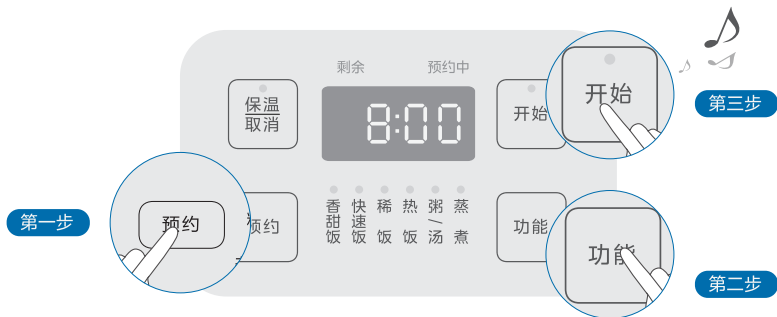 剩余 预约中
保温
取消
8:00
开始
开始
第三步
第一步
预约
预约
香甜饭
快速饭
稀饭
热饭
粥/汤
蒸煮
功能
功能
第二步